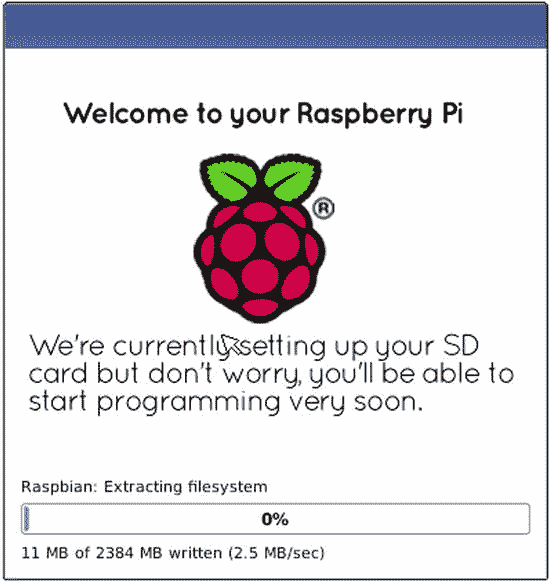 Welcome to your Raspberry Pi
®
We're currently setting up your SD
card but don't worry, you'll be able to
start programming very soon.
Raspbian: Extracting filesystem
0%
11 MB of 2384 MB written (2.5 MB/sec)